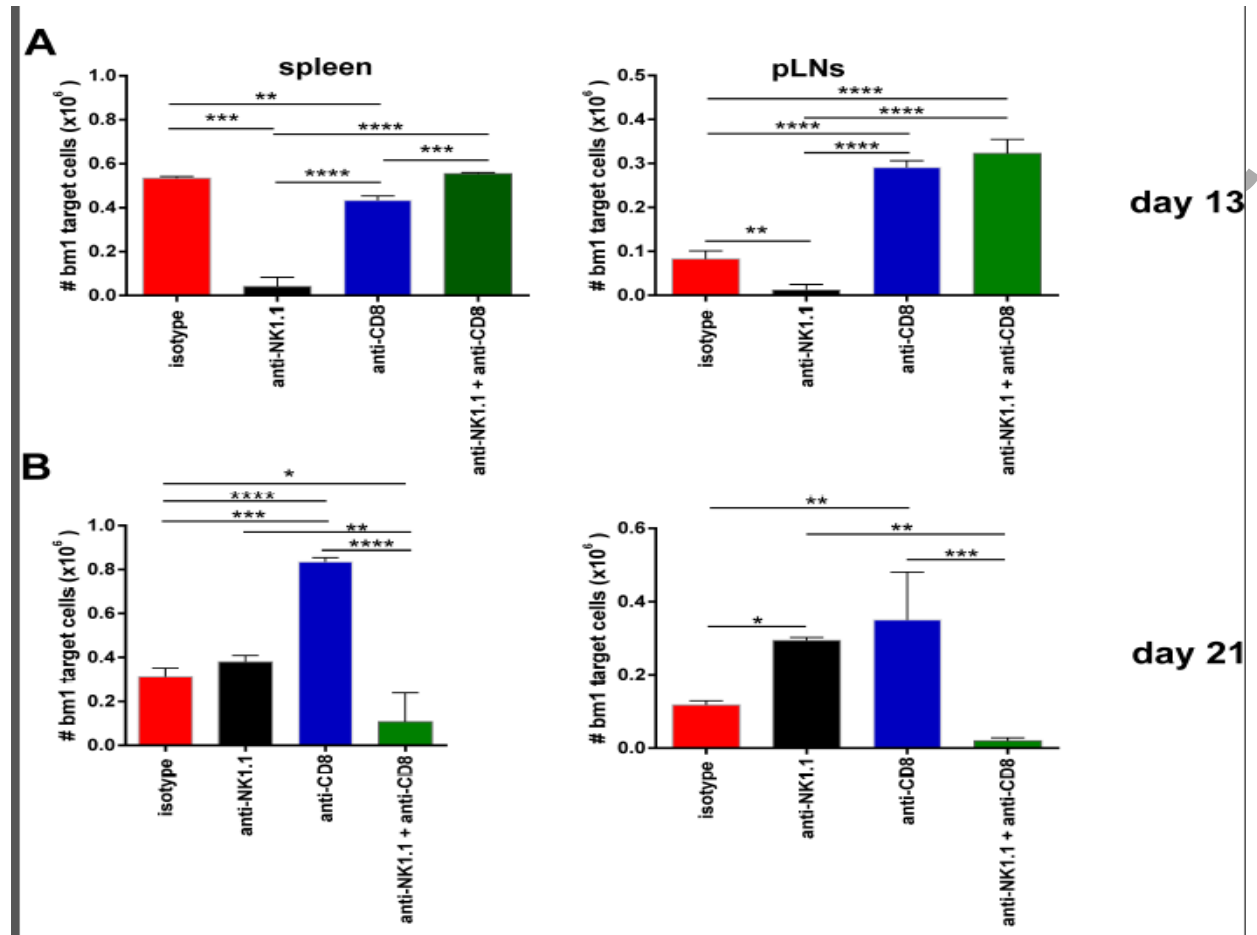 A
spleen
pLNs
# bm1 target cells (x10⁶ )
1.0
0.8
0.6
0.4
0.2
0.0
**
***
****
***
****
isotype
anti-NK1.1
anti-CD8
anti-NK1.1 + anti-CD8
# bm1 target cells (x10⁶ )
0.5
0.4
0.3
0.2
0.1
0.0
****
****
****
****
**
isotype
anti-NK1.1
anti-CD8
anti-NK1.1 + anti-CD8
day 13
B
# bm1 target cells (x10⁶ )
1.0
0.8
0.6
0.4
0.2
0.0
*
****
***
**
****
isotype
anti-NK1.1
anti-CD8
anti-NK1.1 + anti-CD8
# bm1 target cells (x10⁶ )
0.6
0.4
0.2
0.0
**
**
***
*
isotype
anti-NK1.1
anti-CD8
anti-NK1.1 + anti-CD8
day 21